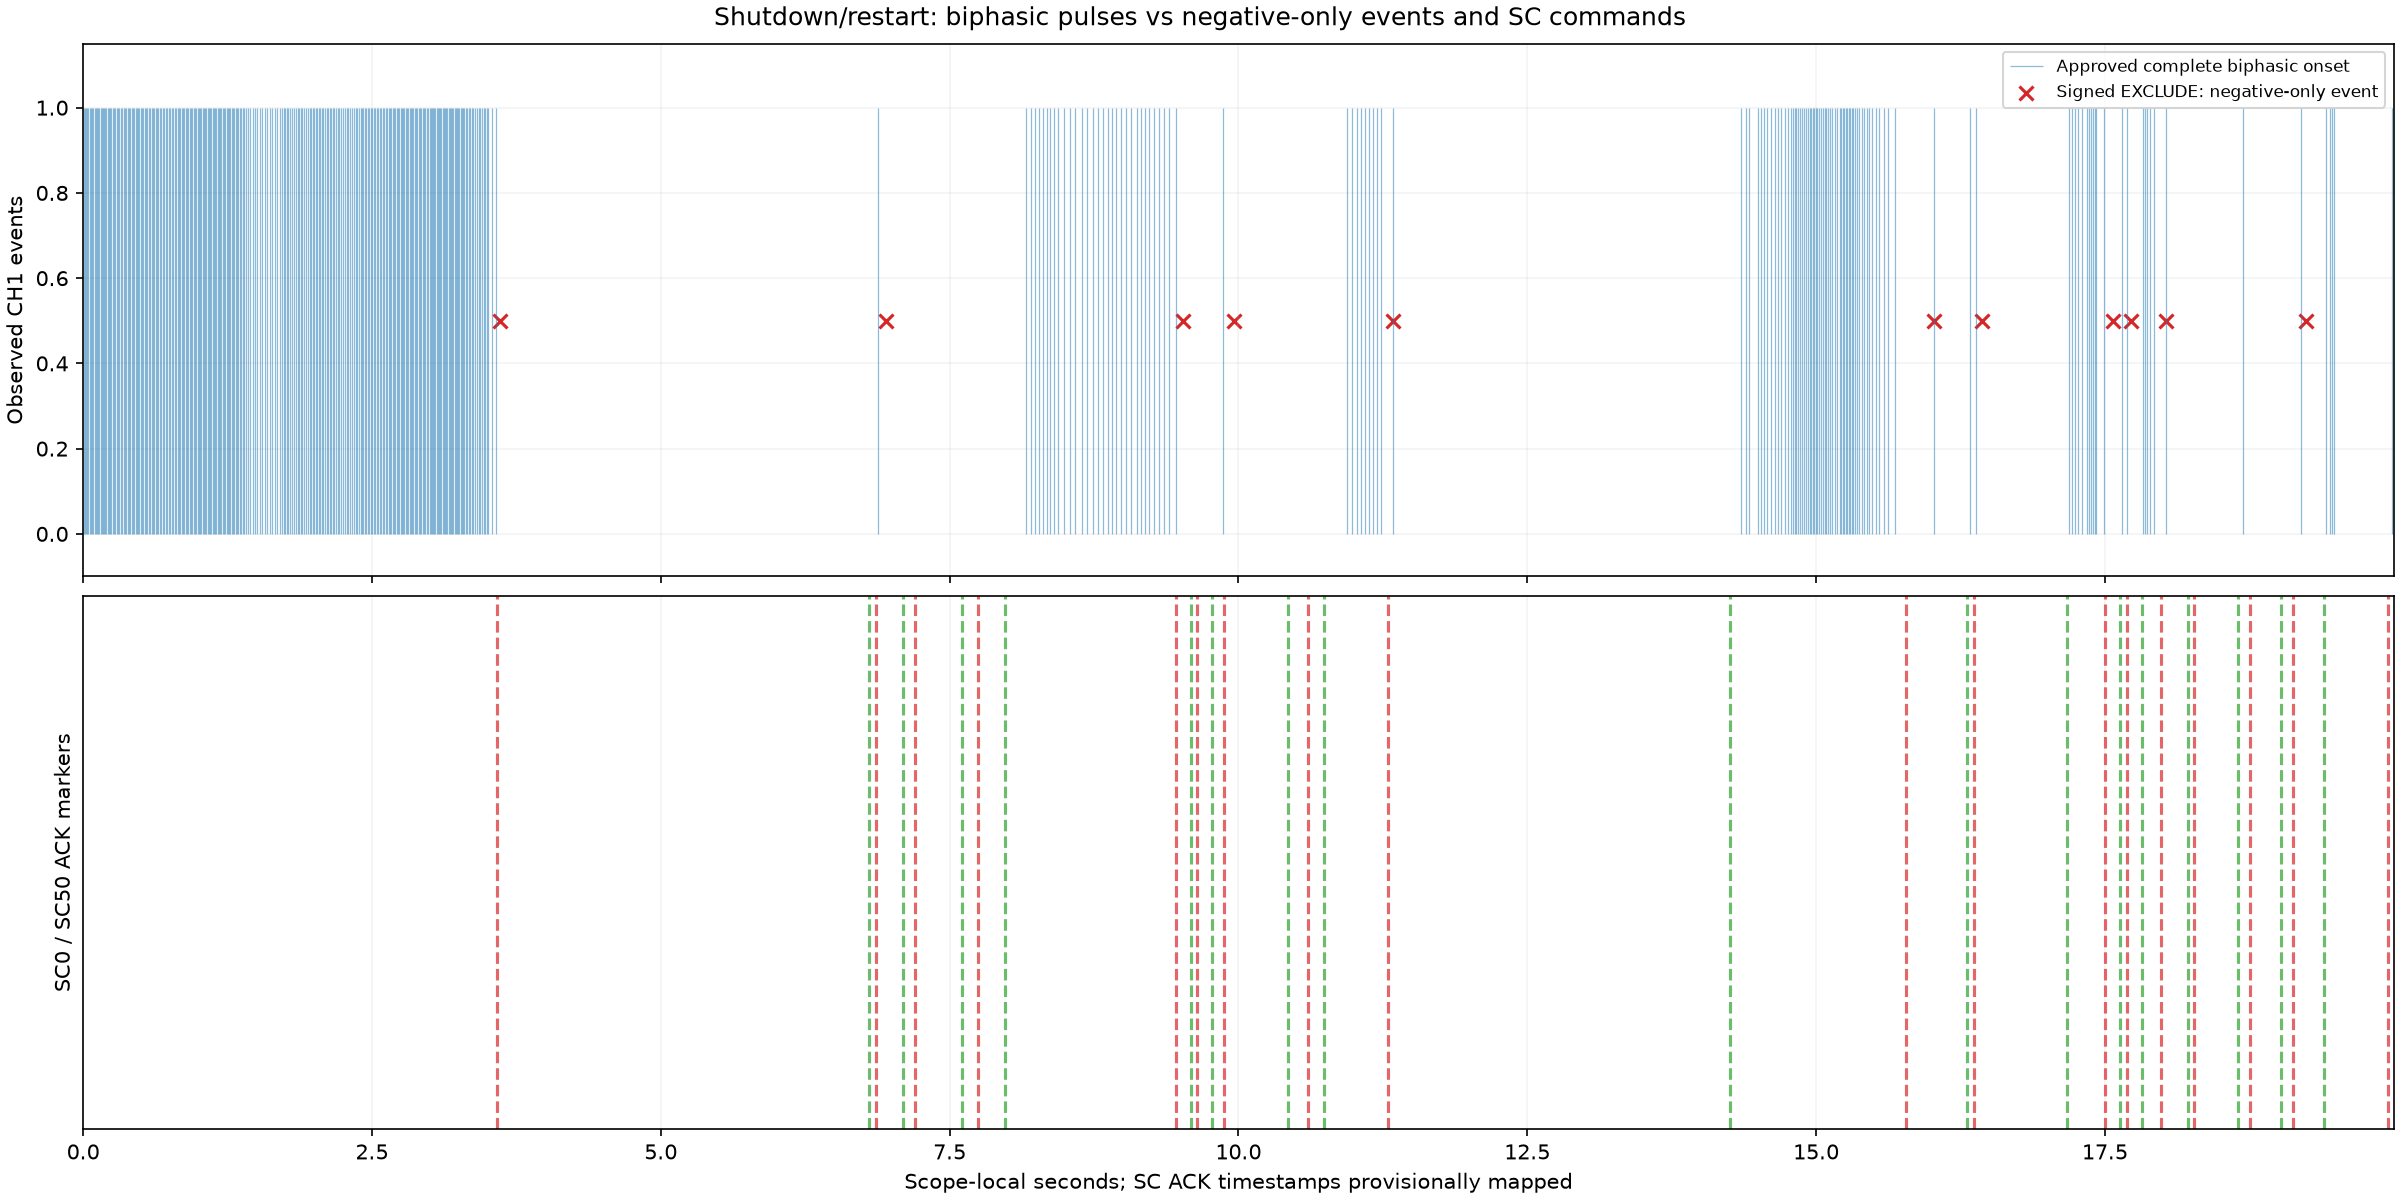 Shutdown/restart: biphasic pulses vs negative-only events and SC commands
Approved complete biphasic onset
Signed EXCLUDE: negative-only event
Observed CH1 events
1.0
0.8
0.6
0.4
0.2
0.0
SC0 / SC50 ACK markers
0.0 2.5 5.0 7.5 10.0 12.5 15.0 17.5
Scope-local seconds; SC ACK timestamps provisionally mapped